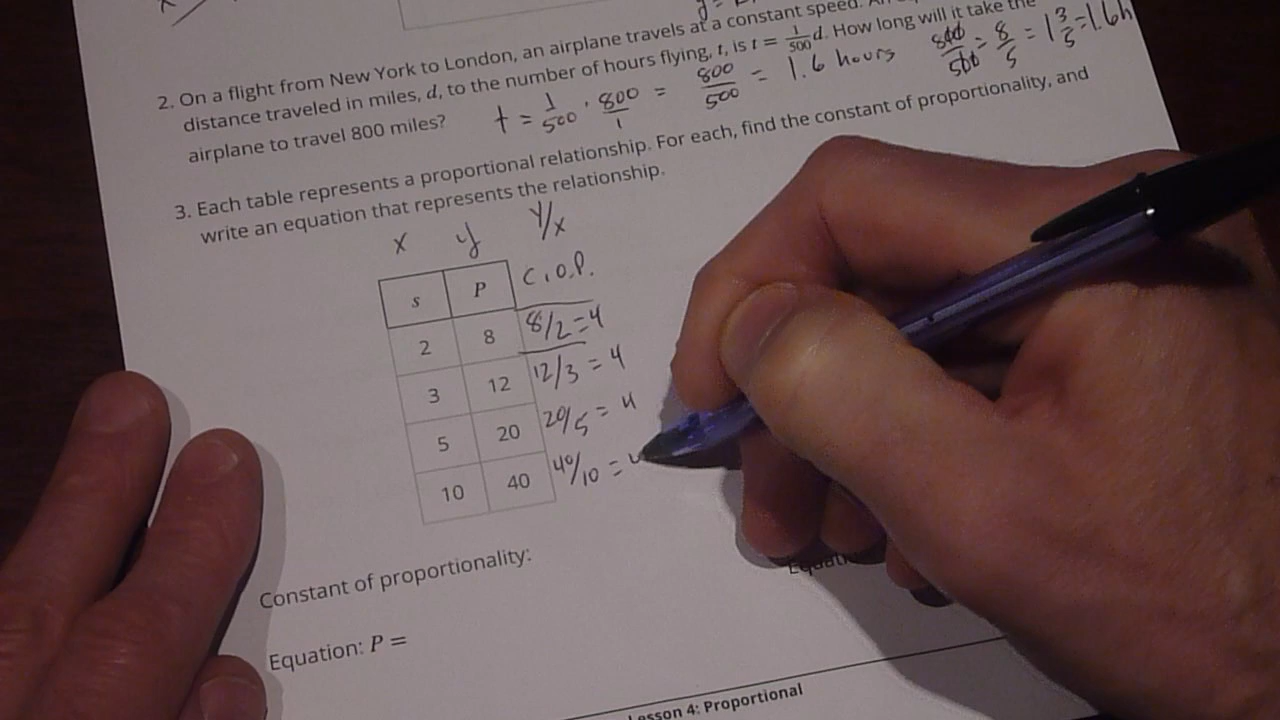 2. On a flight from New York to London, an airplane travels at a constant speed. An
distance traveled in miles, d, to the number of hours flying, t, is t = 1/500 d. How long will it take the
airplane to travel 800 miles?
t = 1/500 · 800/1 = 800/500 = 1.6 hours
800/500 = 8/5 = 1 3/5 = 1.6h
3. Each table represents a proportional relationship. For each, find the constant of proportionality, and
write an equation that represents the relationship.
x y Y/x
s P C.O.P.
2 8 8/2=4
3 12 12/3 = 4
5 20 20/5 = 4
10 40 40/10 =
Constant of proportionality:
Equation: P =
Lesson 4: Proportional